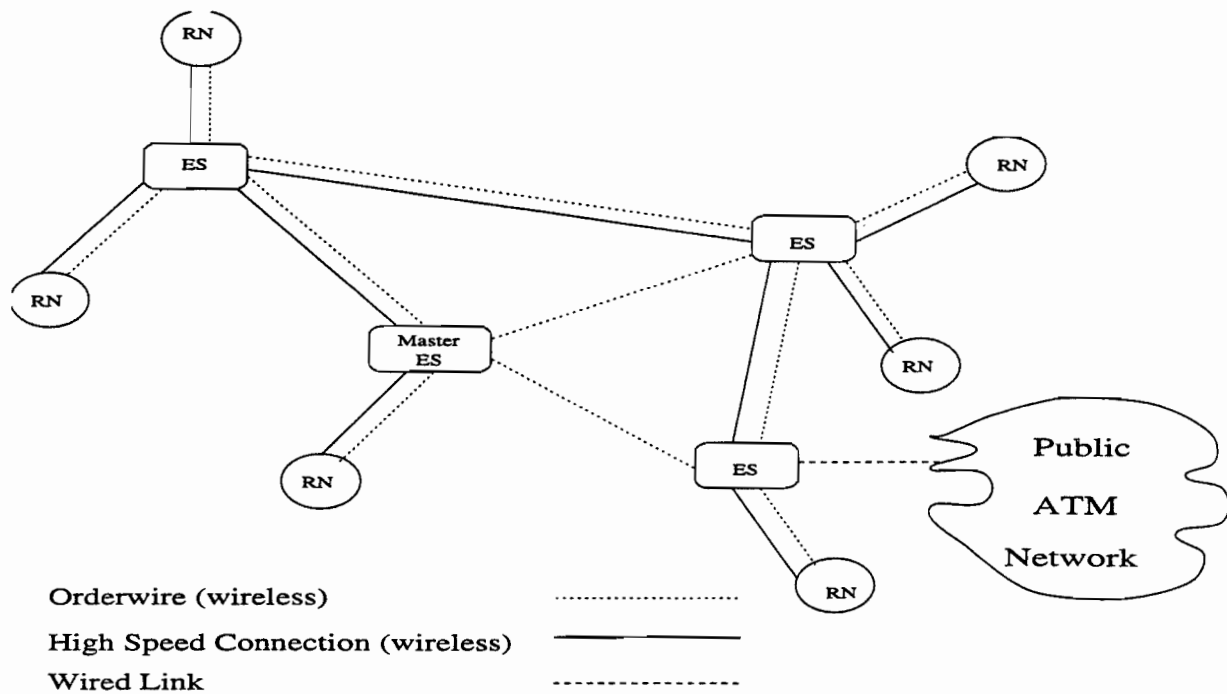 RN
ES
RN
ES
RN
Master
ES
RN
RN
ES
Public
ATM
Network
RN
RN
Orderwire (wireless)
High Speed Connection (wireless)
Wired Link